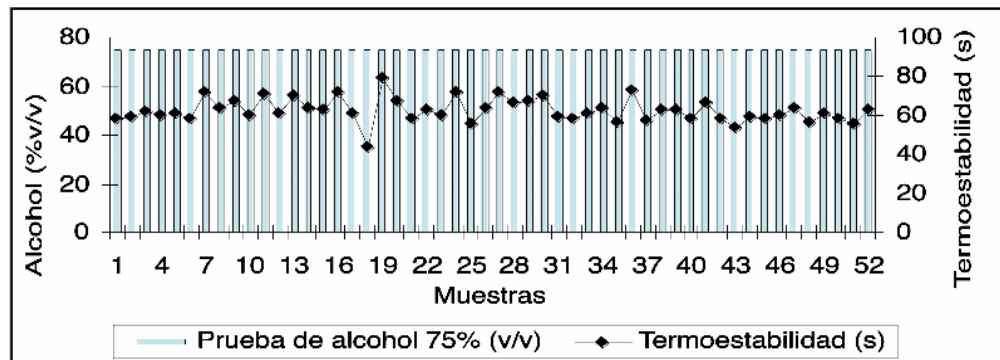 80 100
60 80
40 60
20 40
0 20
0
Alcohol (%v/v)
Termoestabilidad (s)
1 4 7 10 13 16 19 22 25 28 31 34 37 40 43 46 49 52
Muestras
Prueba de alcohol 75% (v/v) Termoestabilidad (s)